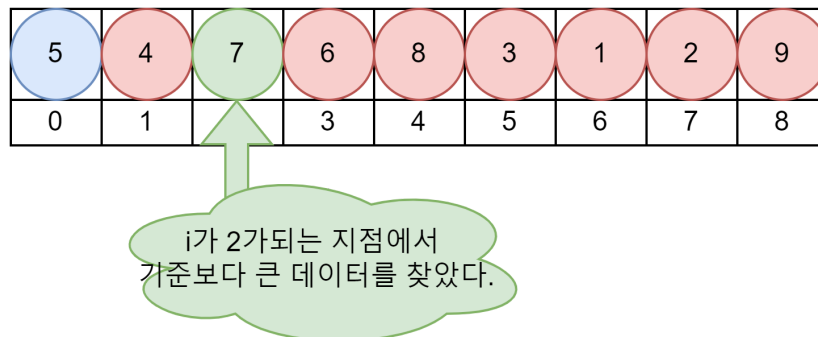 5 4 7 6 8 3 1 2 9
0 1 3 4 5 6 7 8
i가 2가되는 지점에서
기준보다 큰 데이터를 찾았다.